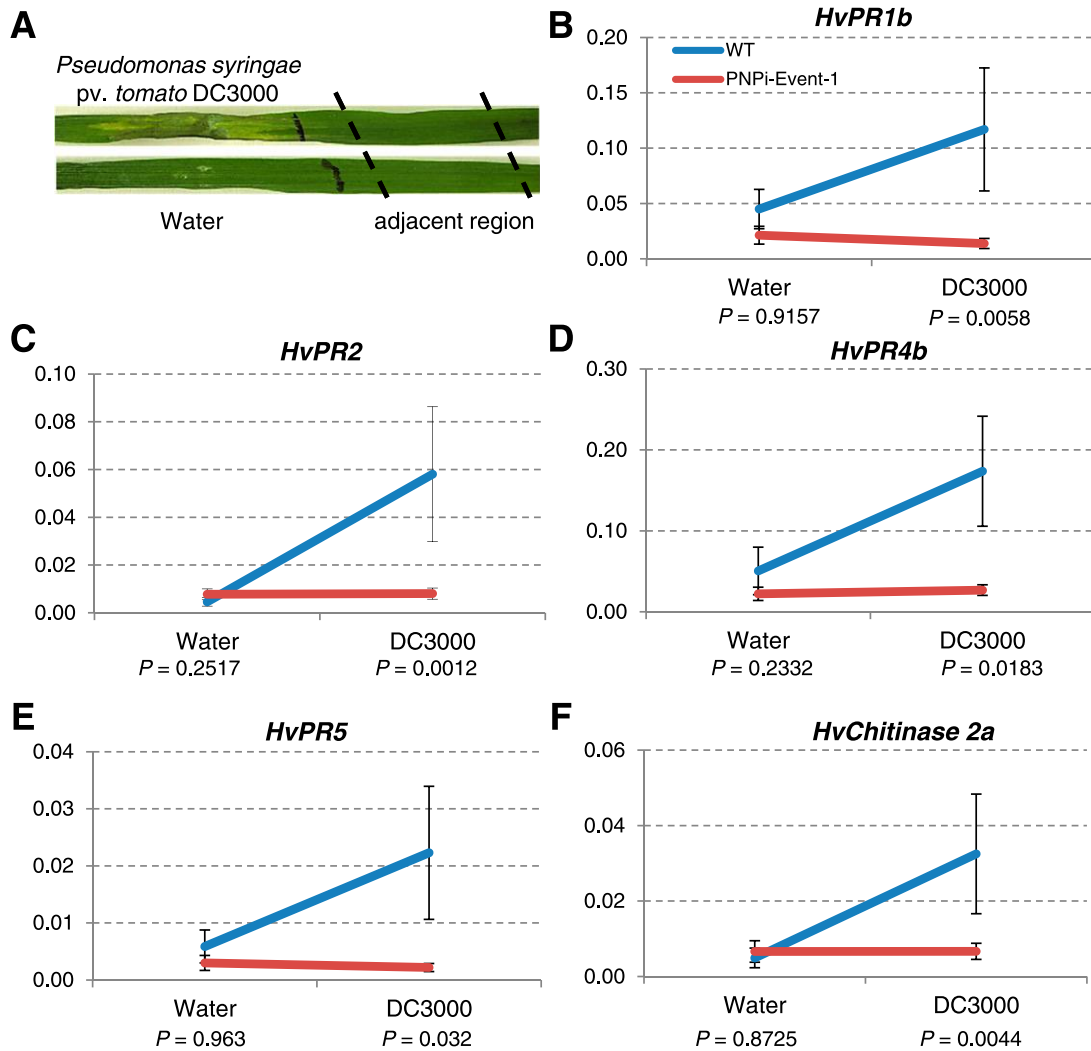 A
Pseudomonas syringae
pv. tomato DC3000
Water
adjacent region
B
HvPR1b
WT
PNPi-Event-1
0.20
0.15
0.10
0.05
0.00
Water
DC3000
P = 0.9157
P = 0.0058
C
HvPR2
0.10
0.08
0.06
0.04
0.02
0.00
Water
DC3000
P = 0.2517
P = 0.0012
D
HvPR4b
0.30
0.20
0.10
0.00
Water
DC3000
P = 0.2332
P = 0.0183
E
HvPR5
0.04
0.03
0.02
0.01
0.00
Water
DC3000
P = 0.963
P = 0.032
F
HvChitinase 2a
0.06
0.04
0.02
0.00
Water
DC3000
P = 0.8725
P = 0.0044